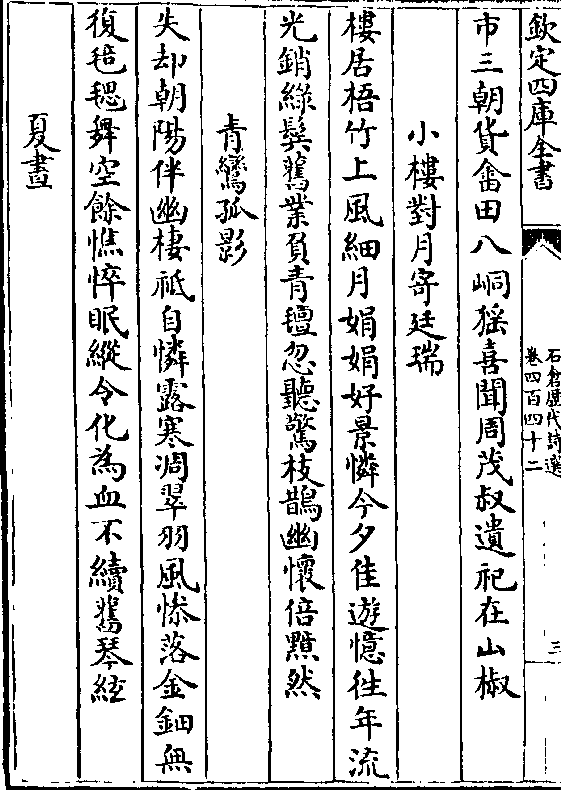 欽定四庫全書
石倉歷代詩選
卷四百四十二
三
市三朝貨畬田八峒猺喜聞周茂叔遺祀在山椒
小樓對月寄廷瑞
樓居梧竹上風細月娟娟好景憐今夕佳遊憶往年流
光銷綠鬂舊業負青氊忽聽驚枝鵲幽懷倍黯然
青鸞孤影
失却朝陽伴幽棲祗自憐露寒凋翠羽風慘落金鈿無
復毰毸舞空餘憔悴眠縱令化為血不續舊琴絃
夏晝